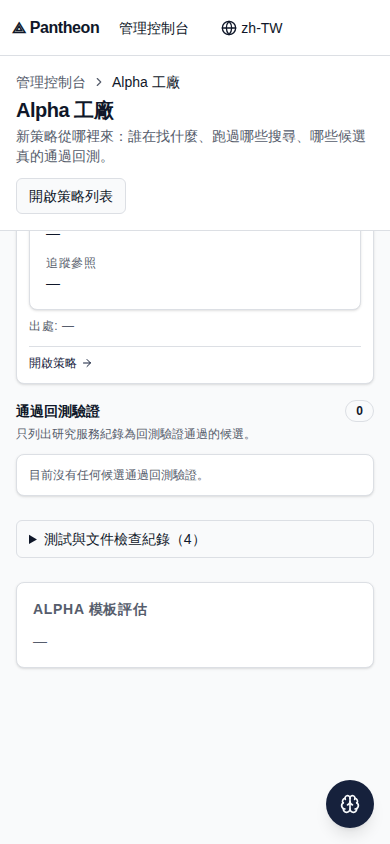 Pantheon 管理控制台 zh-TW
管理控制台 > Alpha 工廠
Alpha 工廠
新策略從哪裡來：誰在找什麼、跑過哪些搜尋、哪些候選
真的通過回測。
開啟策略列表
—
追蹤參照
—
出處: —
開啟策略 →
通過回測驗證 0
只列出研究服務紀錄為回測驗證通過的候選。
目前沒有任何候選通過回測驗證。
▶ 測試與文件檢查紀錄（4）
ALPHA 模板評估
—